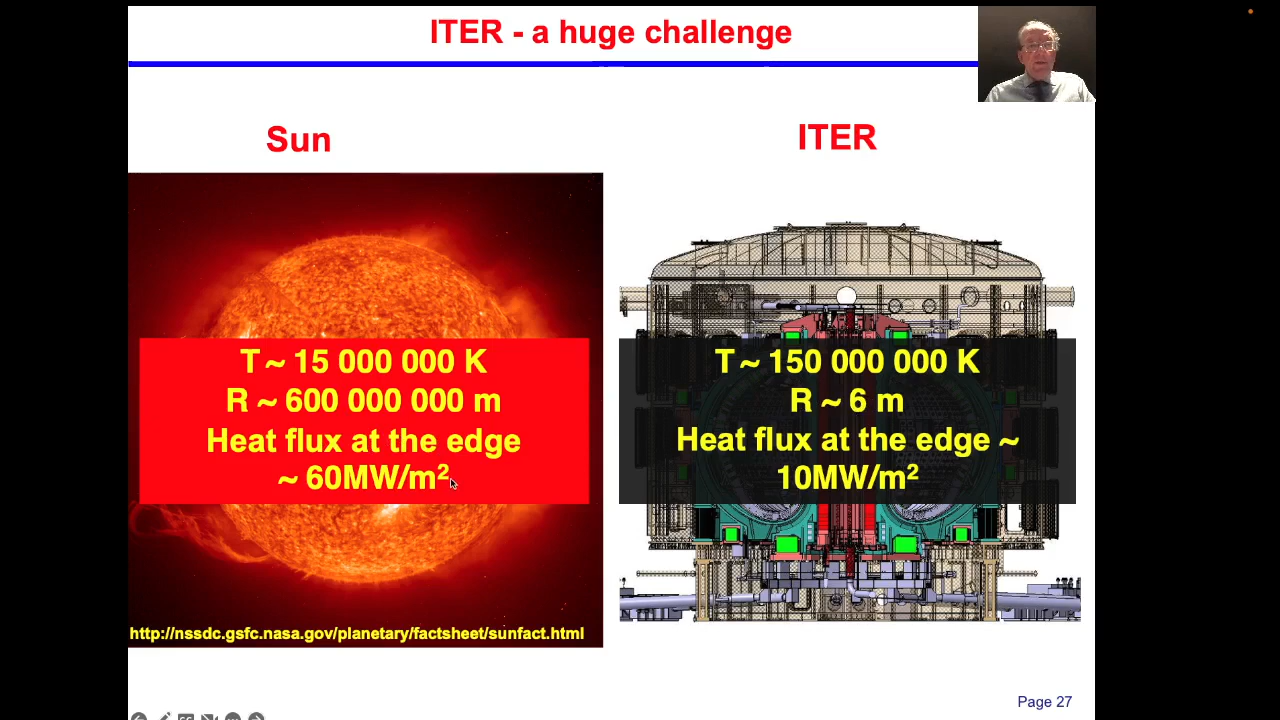 ITER - a huge challenge
Sun
ITER
T ~ 15 000 000 K
R ~ 600 000 000 m
Heat flux at the edge
~ 60MW/m²
T ~ 150 000 000 K
R ~ 6 m
Heat flux at the edge ~
10MW/m²
http://nssdc.gsfc.nasa.gov/planetary/factsheet/sunfact.html
Page 27